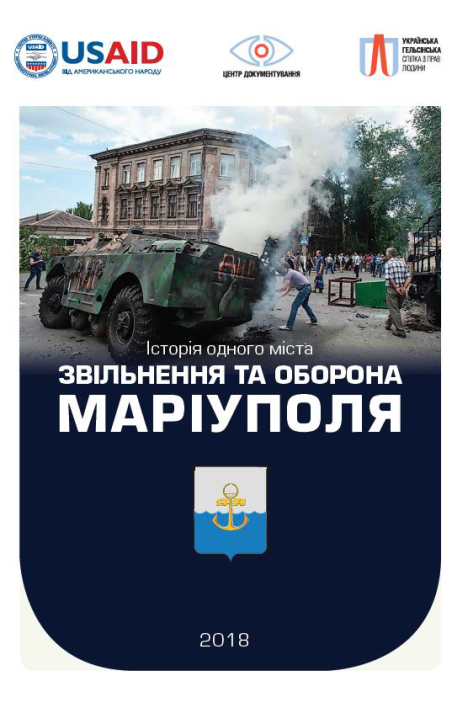 USAID
ВІД АМЕРИКАНСЬКОГО НАРОДУ
ЦЕНТР ДОКУМЕНТУВАННЯ
УКРАЇНСЬКА
ГЕЛЬСІНСЬКА
СПІЛКА З ПРАВ
ЛЮДИНИ
Історія одного міста
ЗВІЛЬНЕННЯ ТА ОБОРОНА
МАРІУПОЛЯ
2018